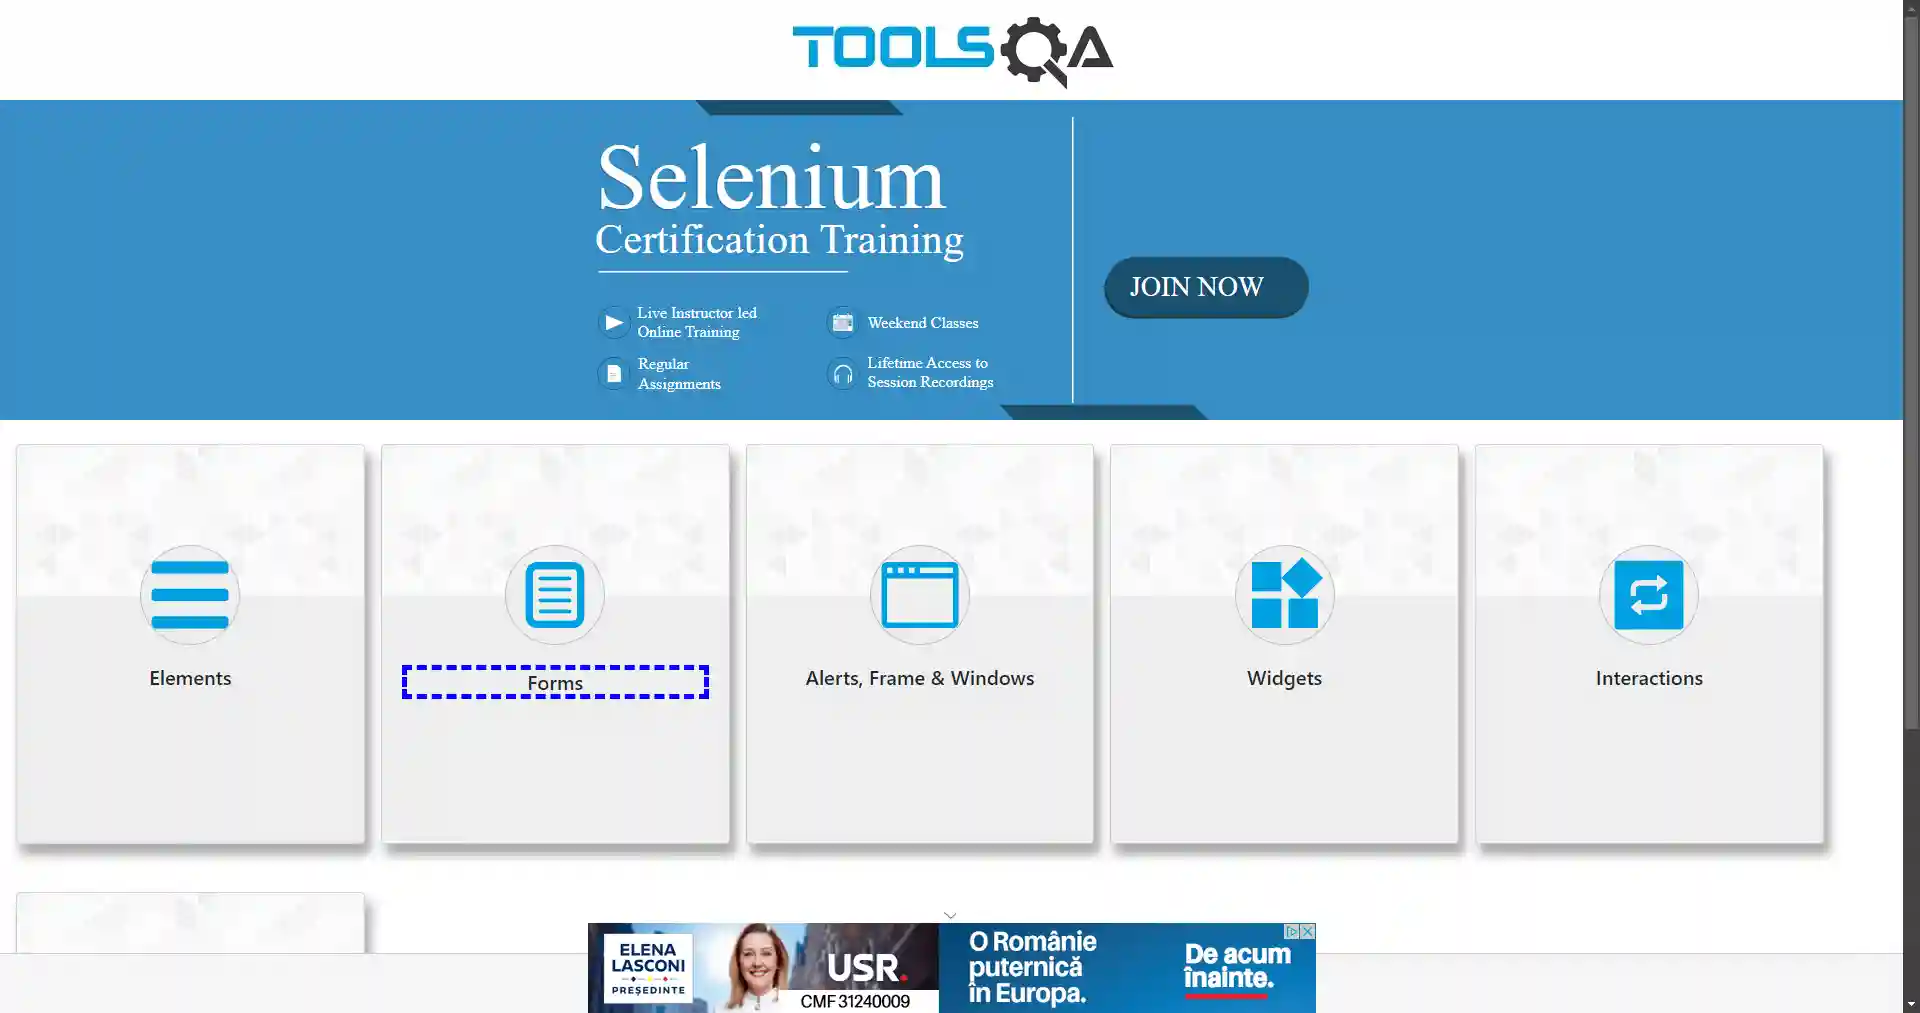 TOOLSQA
Selenium
Certification Training
Live Instructor led
Online Training
Weekend Classes
Regular
Assignments
Lifetime Access to
Session Recordings
JOIN NOW
Elements
Forms
Alerts, Frame & Windows
Widgets
Interactions
ELENA
LASCONI
PREȘEDINTE
USR.
CMF 31240009
O Românie
puternică
în Europa.
De acum
înainte.